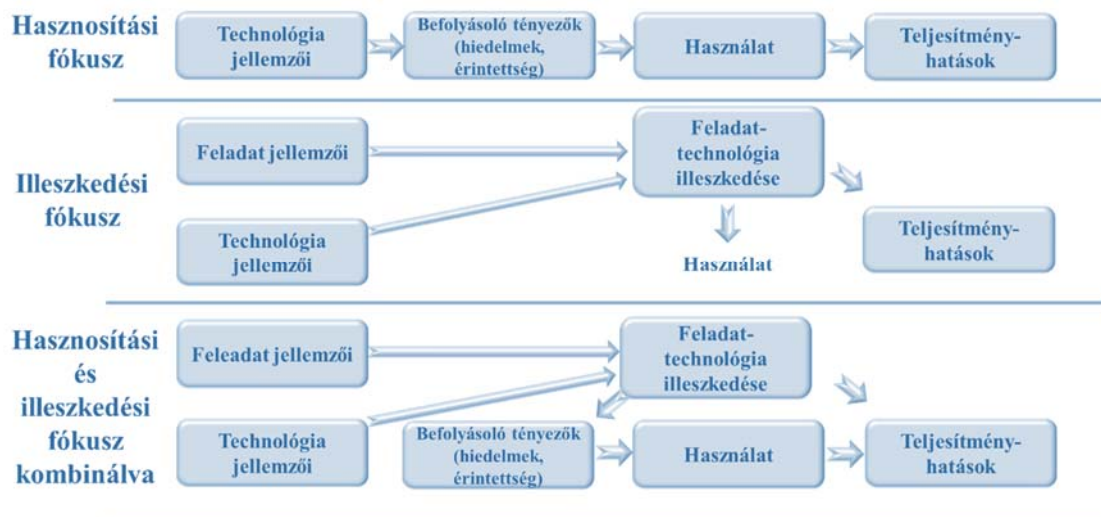 Hasznosítási
fókusz
Technológia
jellemzői
Befolyásoló tényezők
(hiedelmek,
érintettség)
Használat
Teljesítmény-
hatások
Illeszkedési
fókusz
Feladat jellemzői
Technológia
jellemzői
Feladat-
technológia
illeszkedése
Használat
Teljesítmény-
hatások
Hasznosítási
és
illeszkedési
fókusz
kombinálva
Feleadat jellemzői
Technológia
jellemzői
Feladat-
technológia
illeszkedése
Befolyásoló tényezők
(hiedelmek,
érintettség)
Használat
Teljesítmény-
hatások